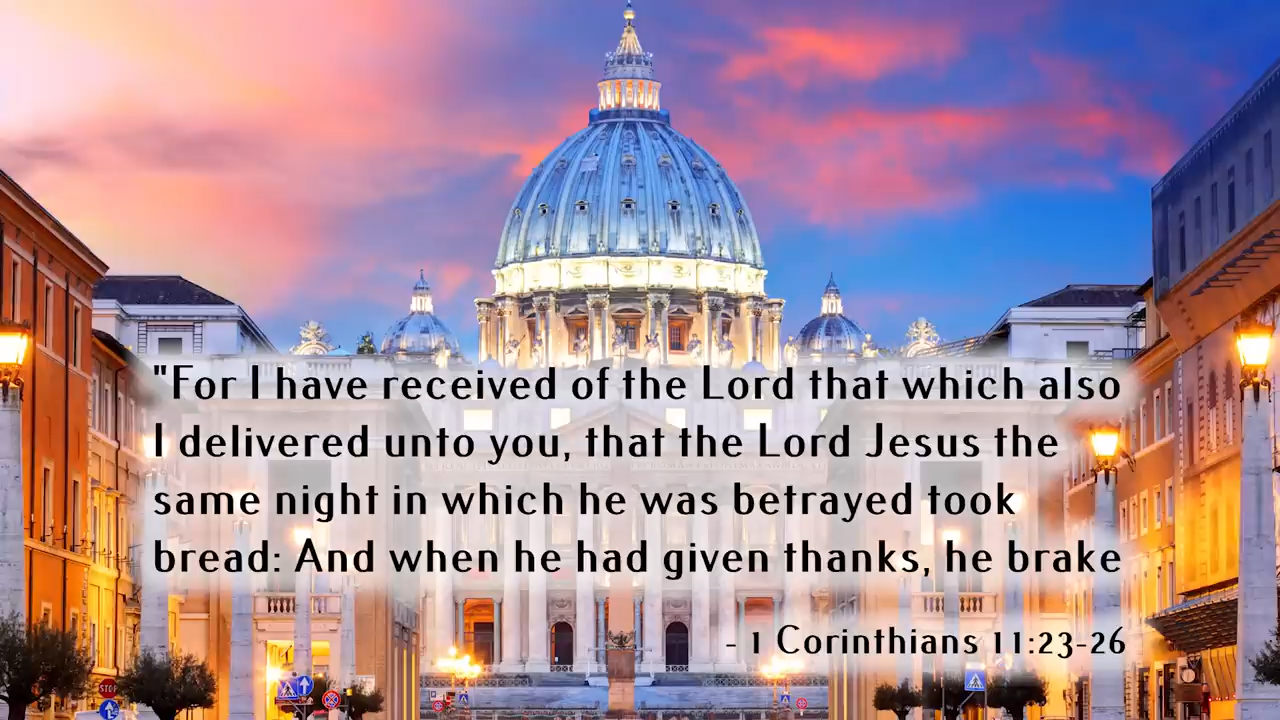 "For I have received of the Lord that which also
I delivered unto you, that the Lord Jesus the
same night in which he was betrayed took
bread: And when he had given thanks, he brake
- 1 Corinthians 11:23-26
STOP